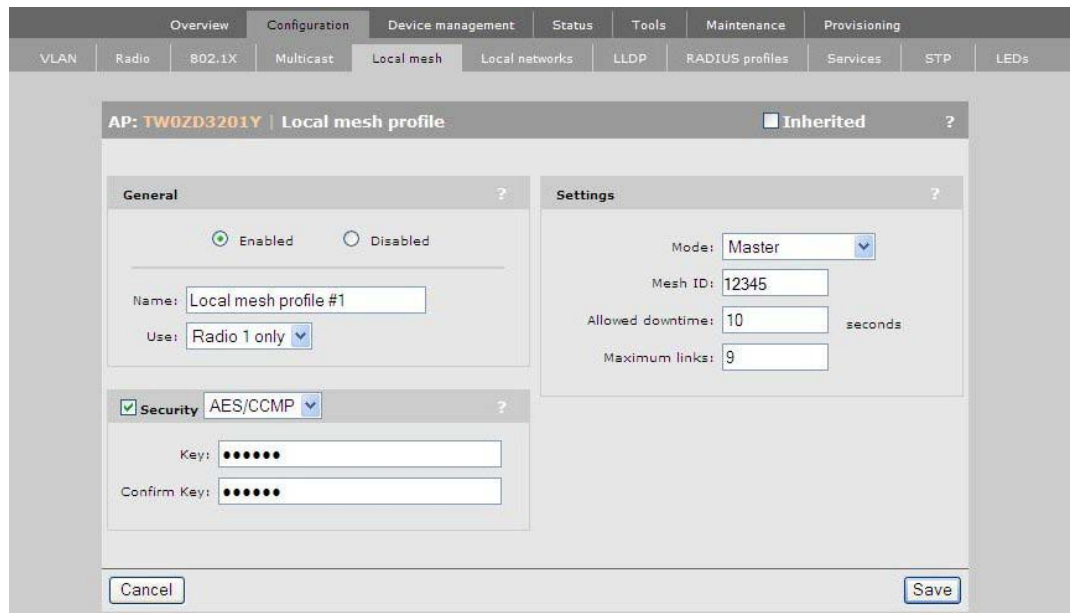 Overview Configuration Device management Status Tools Maintenance Provisioning
VLAN Radio 802.1X Multicast Local mesh Local networks LLDP RADIUS profiles Services STP LEDs
AP: TW0ZD3201Y | Local mesh profile Inherited ?
General ?
Enabled Disabled
Name: Local mesh profile #1
Use: Radio 1 only
Security AES/CCMP ?
Key: ●●●●●●
Confirm Key: ●●●●●●
Settings ?
Mode: Master
Mesh ID: 12345
Allowed downtime: 10 seconds
Maximum links: 9
Cancel Save